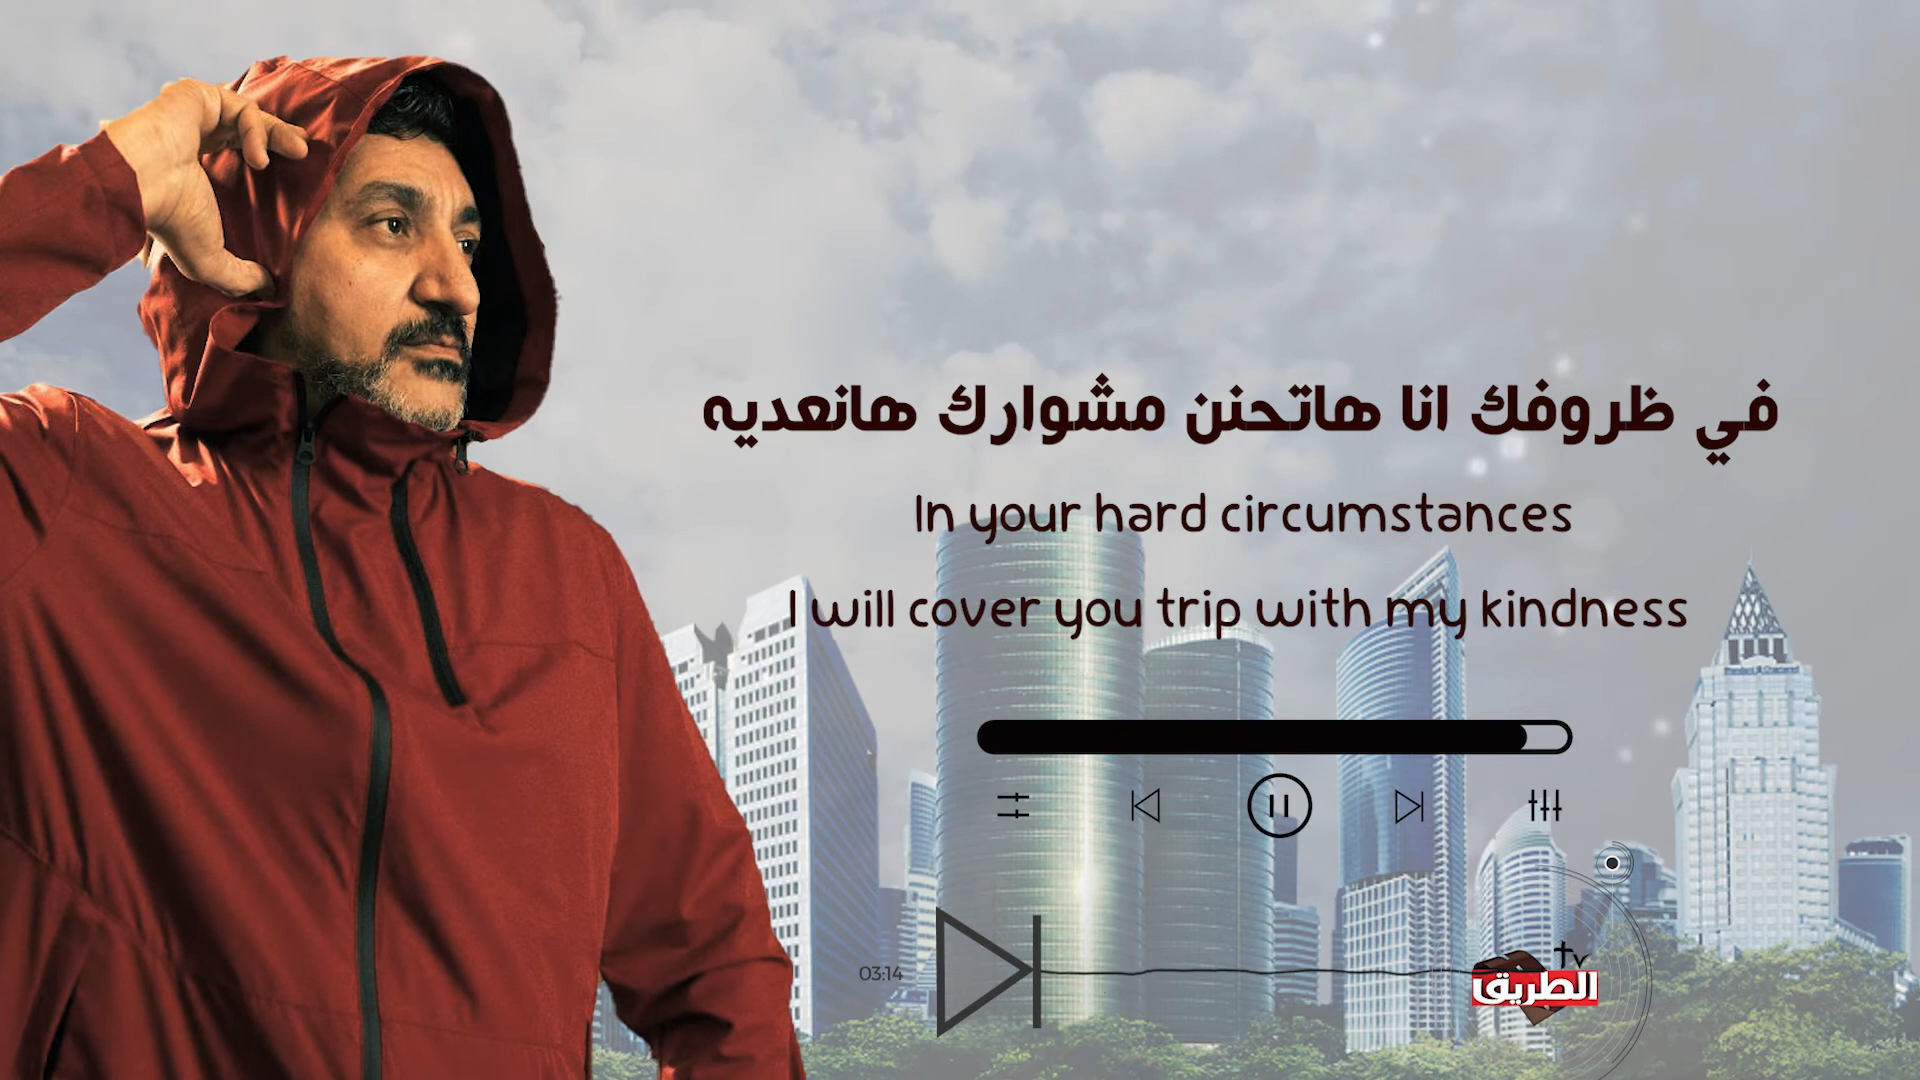 في ظروفك انا هاتحنن مشوارك هانعديه
In your hard circumstances
I will cover you trip with my kindness
03:14
tv
الطريق